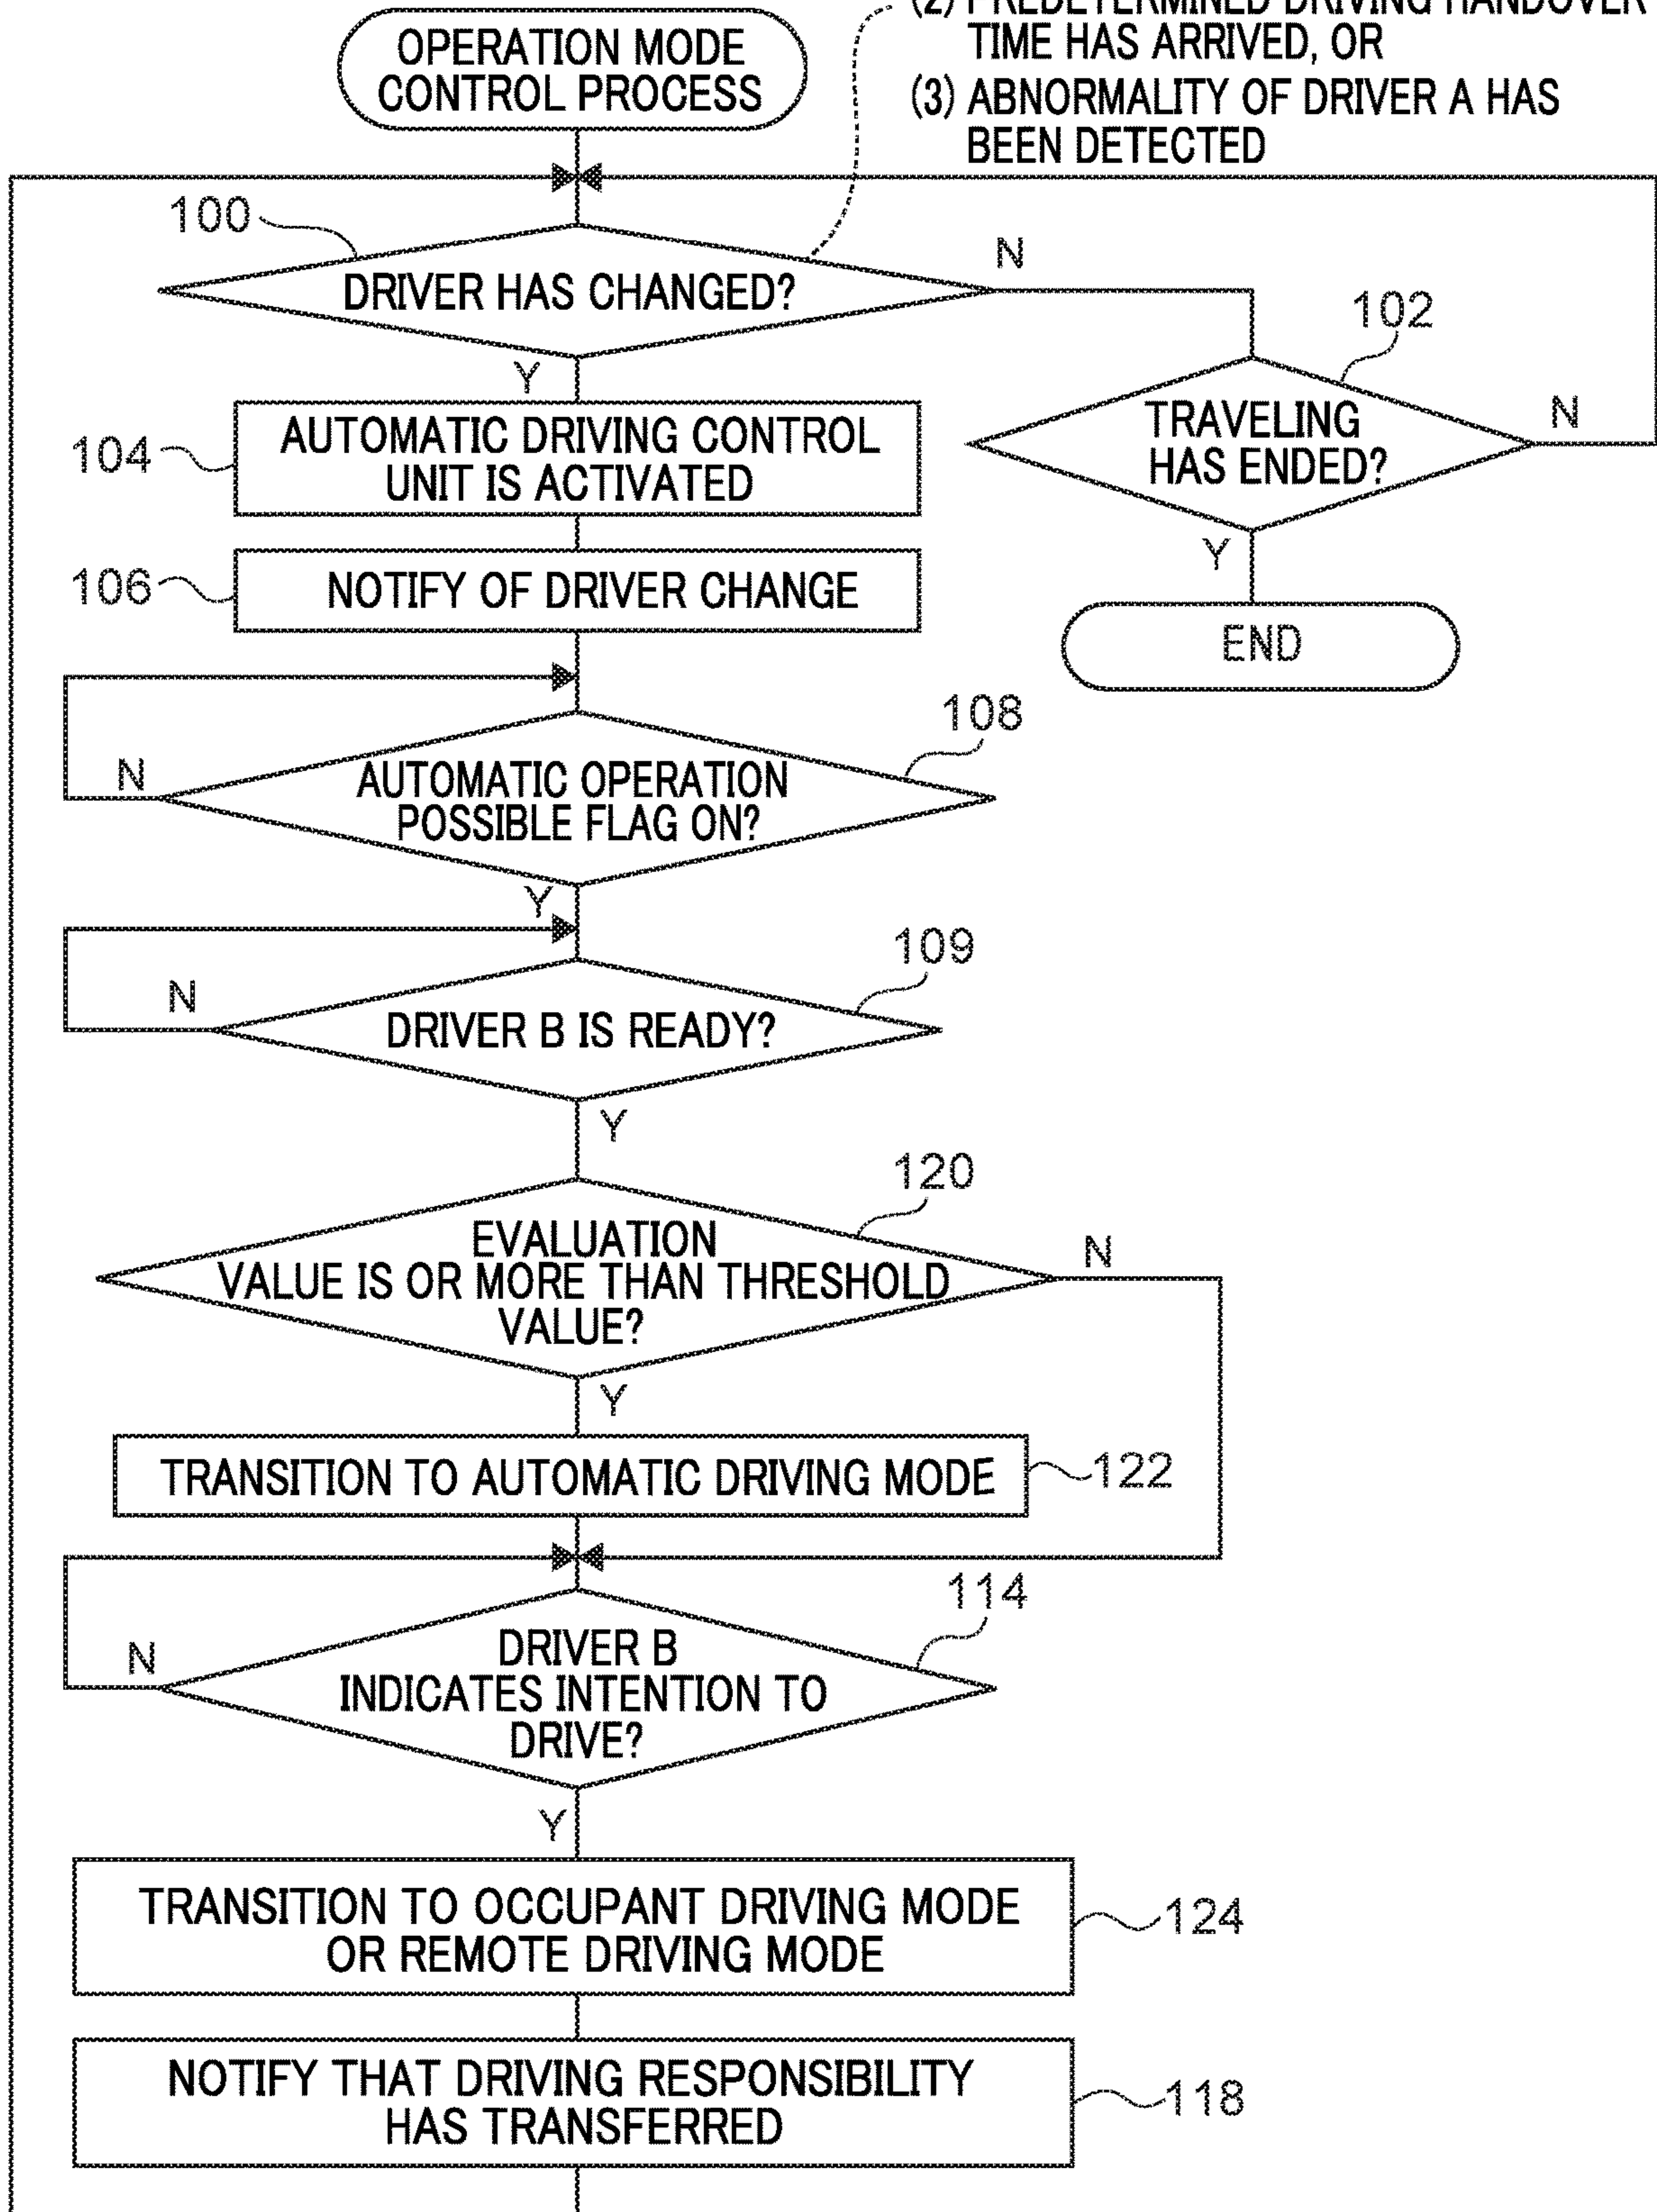 (2) PREDETERMINED DRIVING HANDOVER
TIME HAS ARRIVED, OR
(3) ABNORMALITY OF DRIVER A HAS
BEEN DETECTED
OPERATION MODE
CONTROL PROCESS
100
DRIVER HAS CHANGED?
N
Y
102
TRAVELING
HAS ENDED?
N
Y
END
104
AUTOMATIC DRIVING CONTROL
UNIT IS ACTIVATED
106
NOTIFY OF DRIVER CHANGE
108
AUTOMATIC OPERATION
POSSIBLE FLAG ON?
N
Y
109
DRIVER B IS READY?
N
Y
120
EVALUATION
VALUE IS OR MORE THAN THRESHOLD
VALUE?
N
Y
TRANSITION TO AUTOMATIC DRIVING MODE
122
114
DRIVER B
INDICATES INTENTION TO
DRIVE?
N
Y
TRANSITION TO OCCUPANT DRIVING MODE
OR REMOTE DRIVING MODE
124
NOTIFY THAT DRIVING RESPONSIBILITY
HAS TRANSFERRED
118